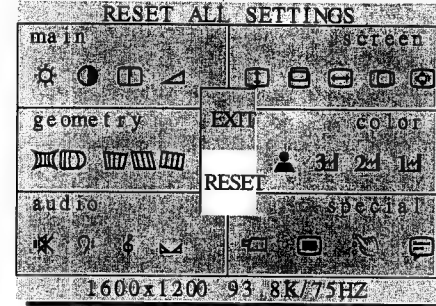 RESET ALL SETTINGS
main
screen
geometry
EXIT
color
RESET
audio
special
1600x1200 93.8K/75HZ